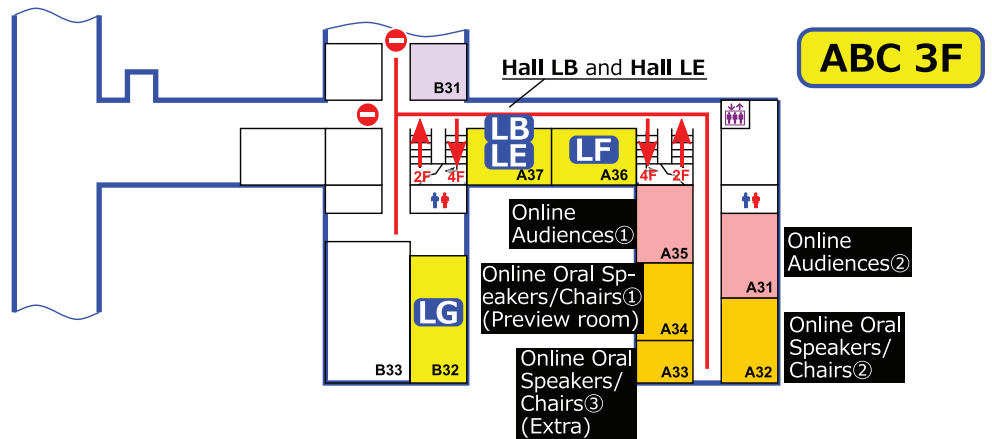 ABC 3F
Hall LB and Hall LE
B31
LB
LE
LF
A37
A36
2F
4F
4F
2F
Online
Audiences①
A35
Online
Audiences②
A31
Online Oral Sp-
eakers/Chairs①
(Preview room)
A34
LG
B33
B32
Online Oral
Speakers/
Chairs③
(Extra)
A33
A32
Online Oral
Speakers/
Chairs②